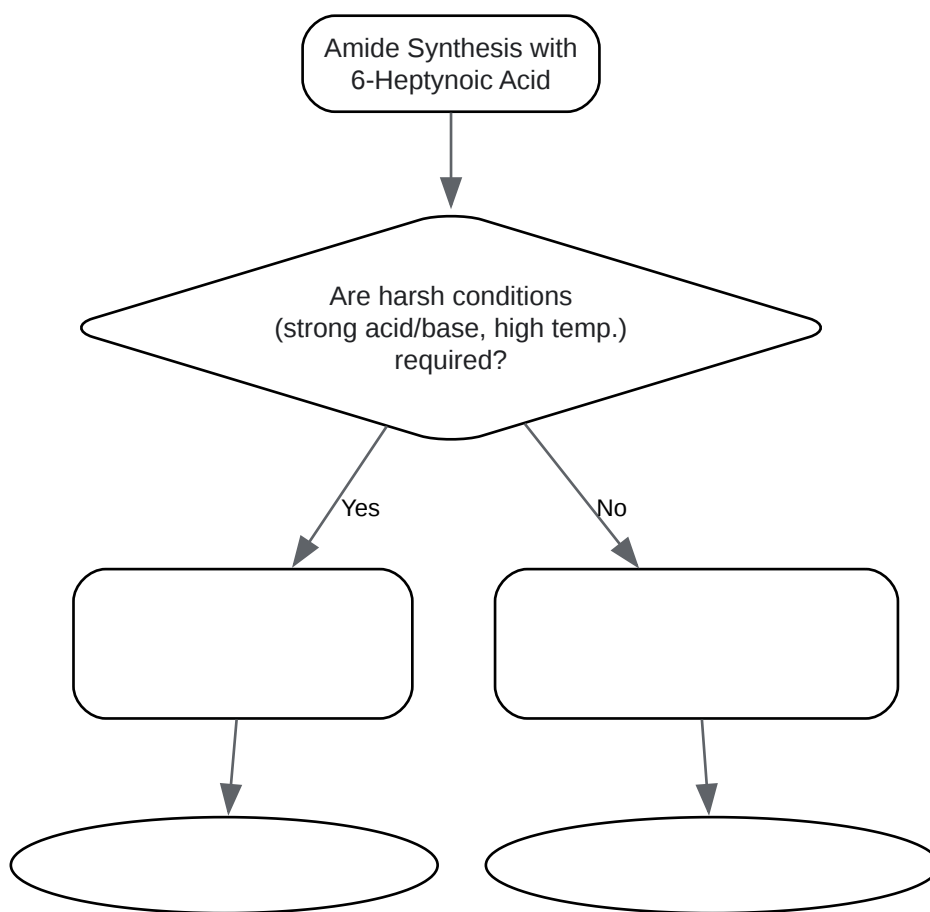 Amide Synthesis with
6-Heptynoic Acid
Are harsh conditions
(strong acid/base, high temp.)
required?
Yes
No